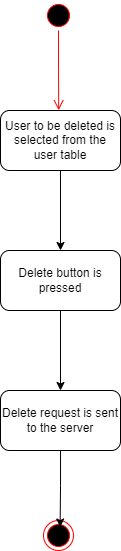 User to be deleted is
selected from the
user table
Delete button is
pressed
Delete request is sent
to the server